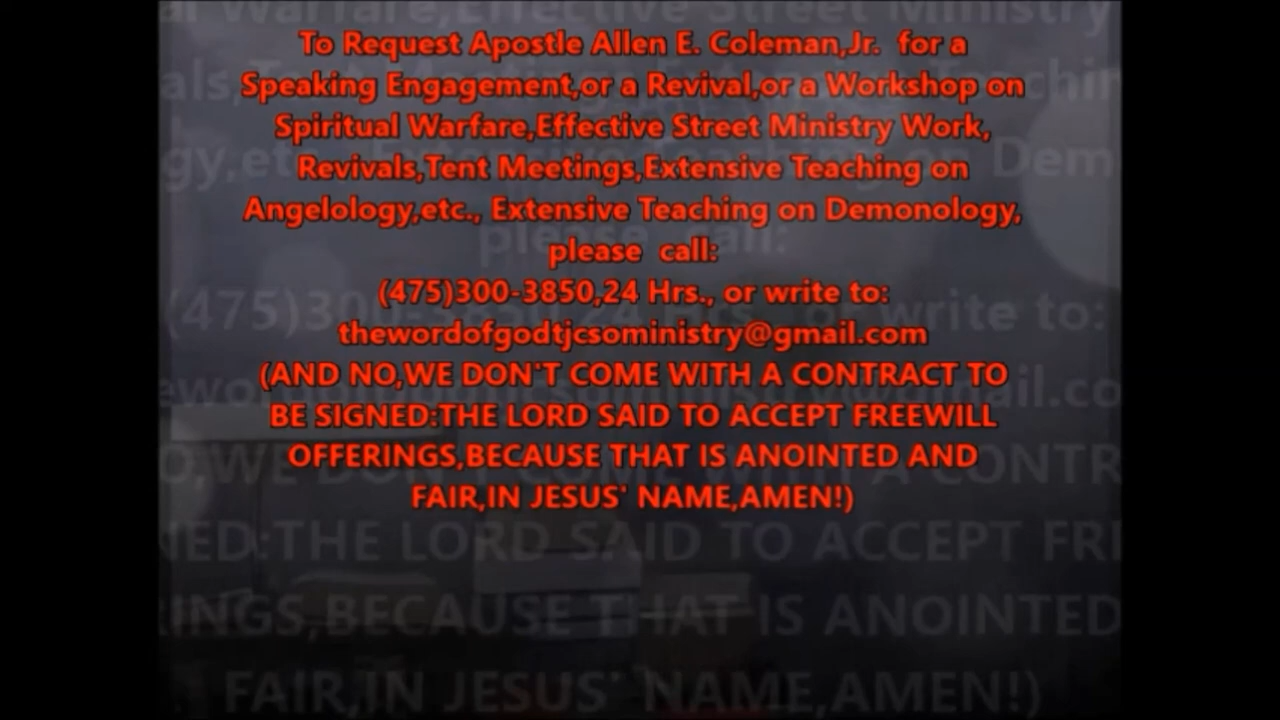 To Request Apostle Allen E. Coleman,Jr.  for a
Speaking Engagement,or a Revival,or a Workshop on
Spiritual Warfare,Effective Street Ministry Work,
Revivals,Tent Meetings,Extensive Teaching on
Angelology,etc., Extensive Teaching on Demonology,
please  call:
(475)300-3850,24 Hrs., or write to:
thewordofgodtjcsoministry@gmail.com
(AND NO,WE DON'T COME WITH A CONTRACT TO
BE SIGNED:THE LORD SAID TO ACCEPT FREEWILL
OFFERINGS,BECAUSE THAT IS ANOINTED AND
FAIR,IN JESUS' NAME,AMEN!)